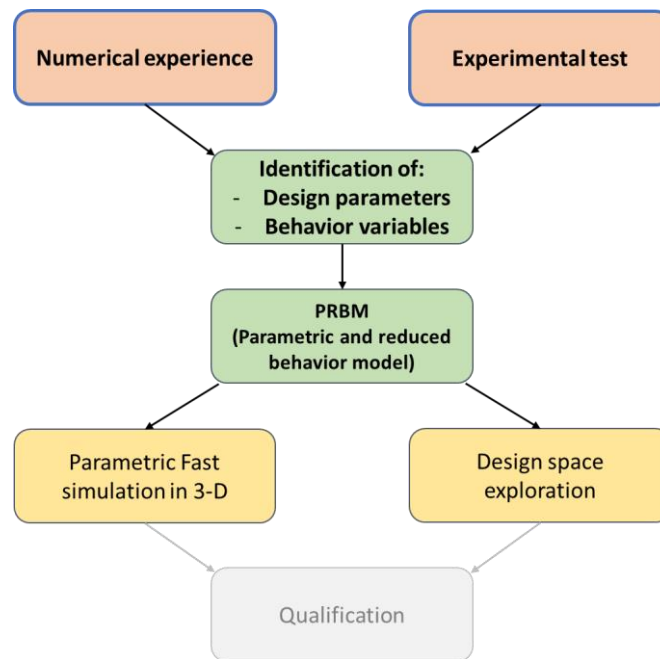 Numerical experience
Experimental test
Identification of:
- Design parameters
- Behavior variables
PRBM
(Parametric and reduced
behavior model)
Parametric Fast
simulation in 3-D
Design space
exploration
Qualification